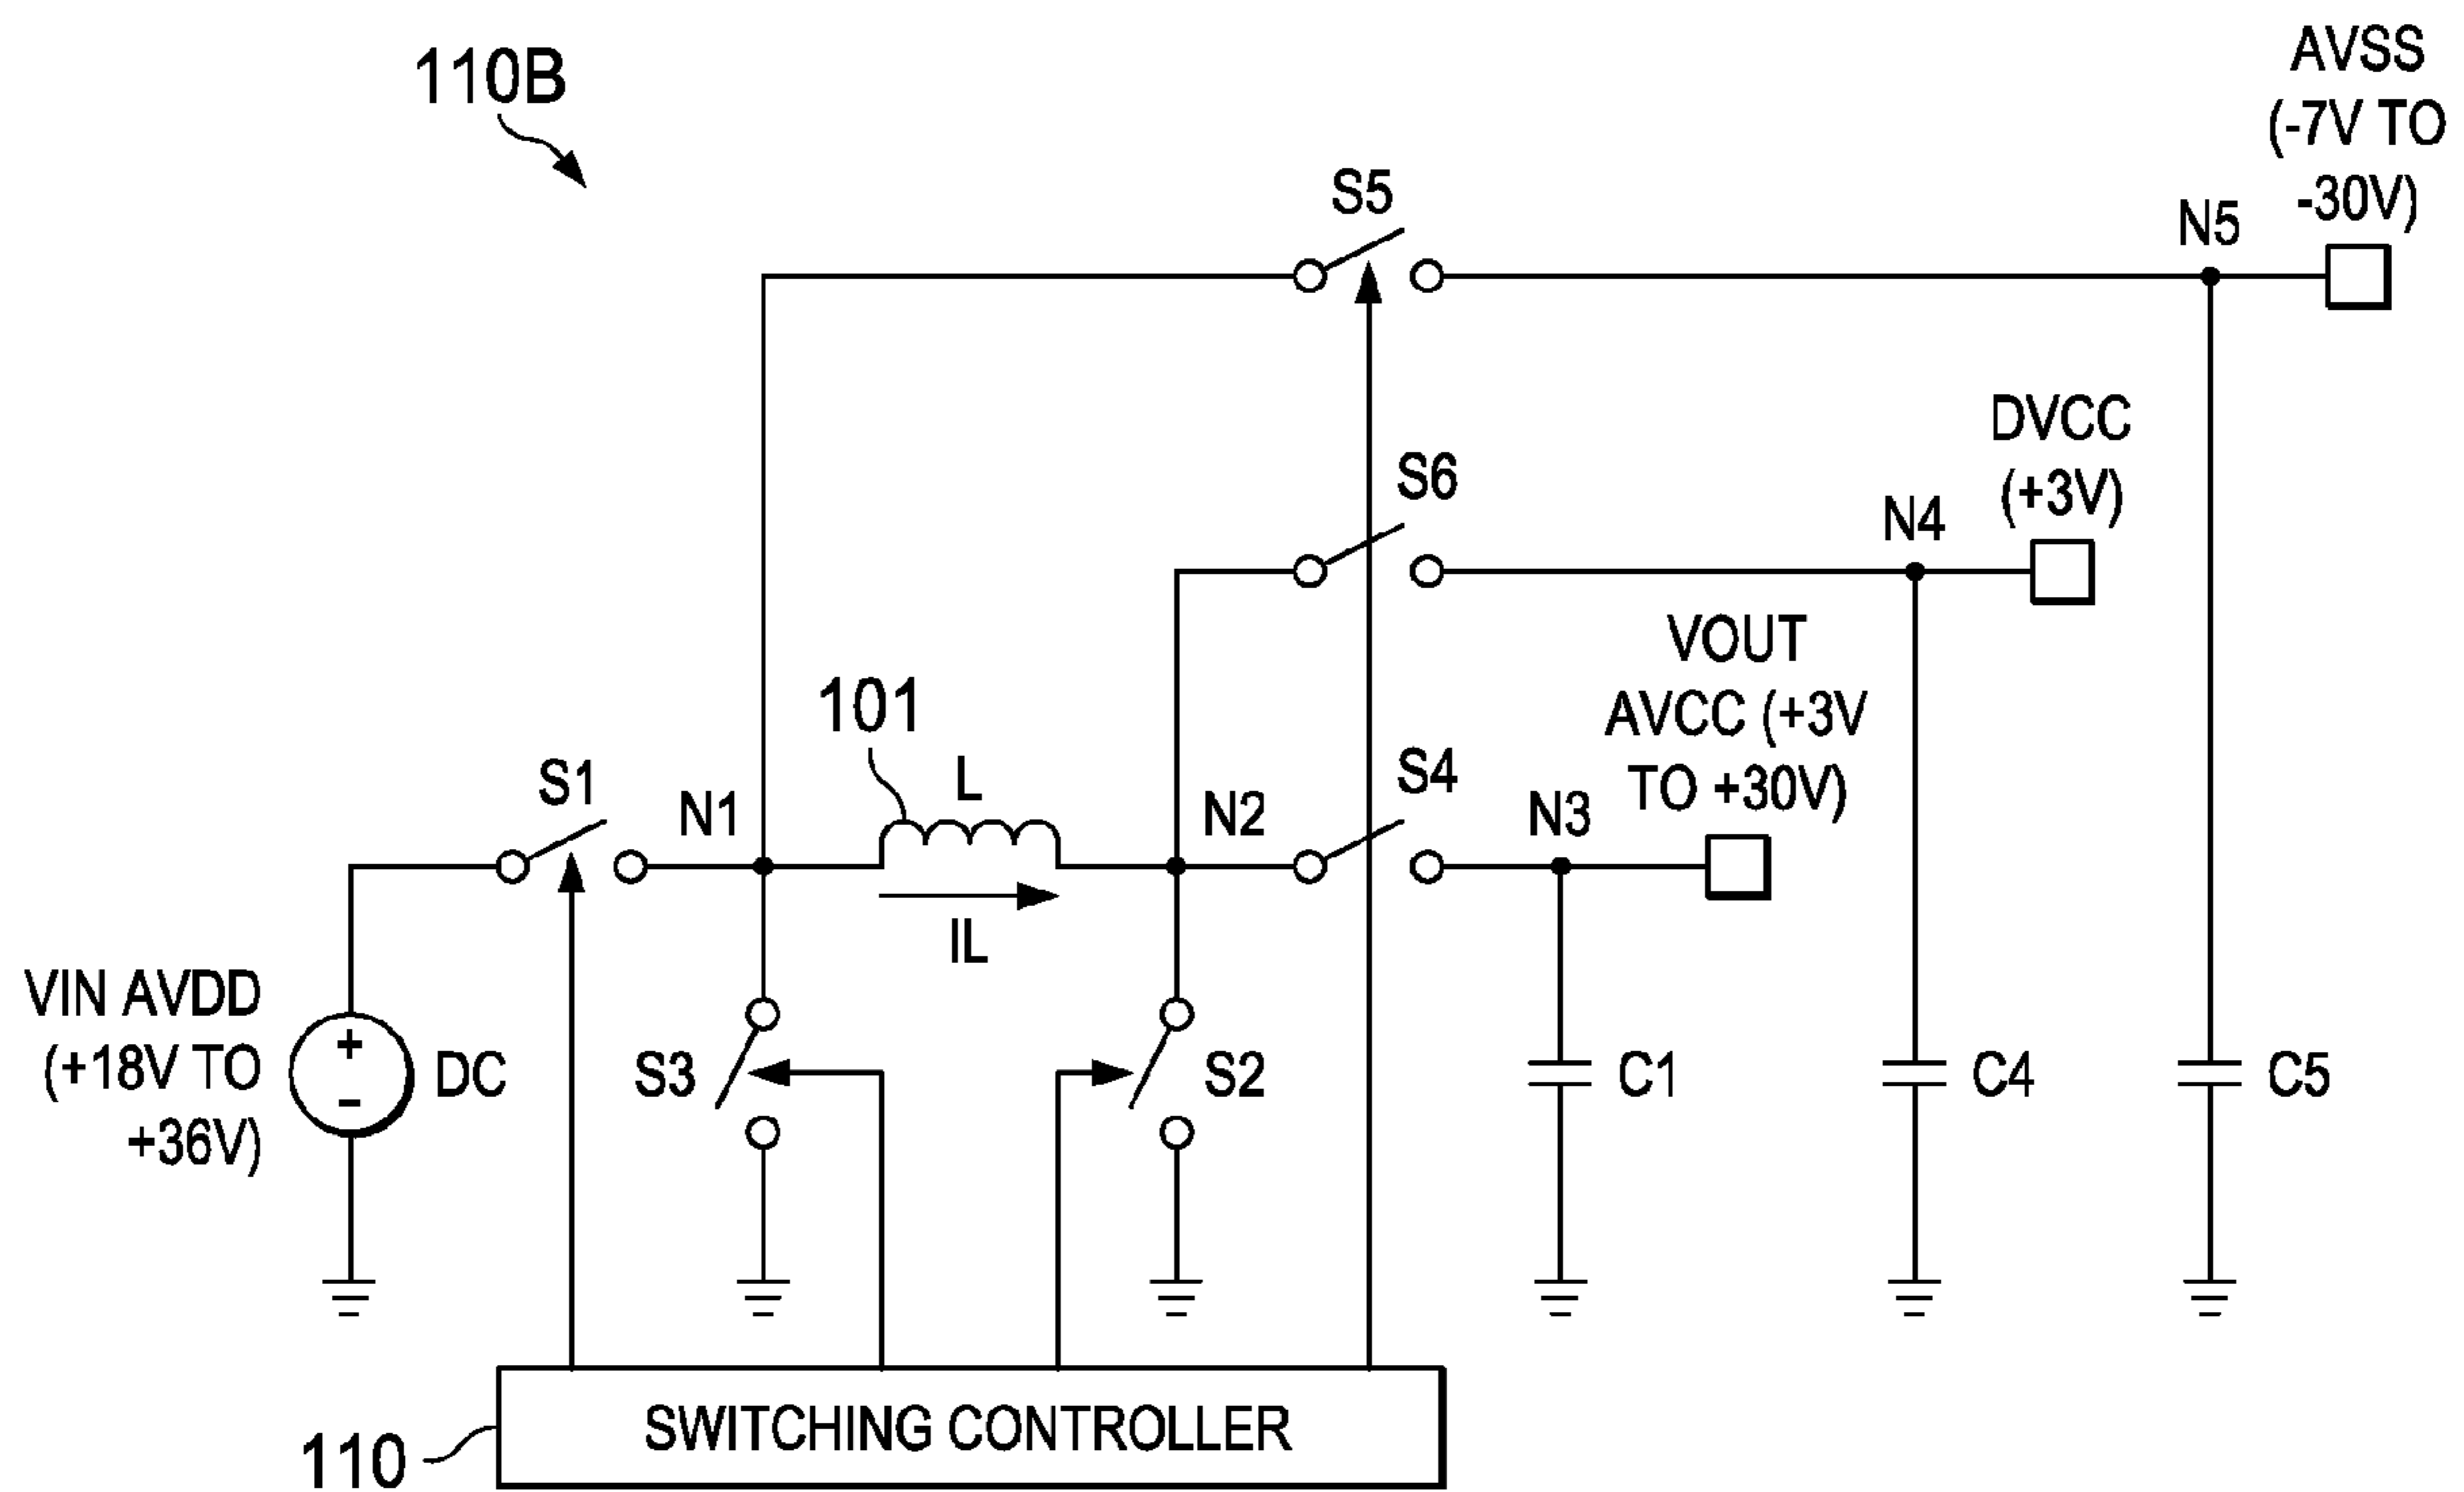 110B
AVSS
(-7V TO
-30V)
S5
N5
DVCC
(+3V)
S6
N4
VOUT
AVCC (+3V
TO +30V)
101
L
S1
N1
N2
S4
N3
IL
VIN AVDD
(+18V TO
+36V)
+
-
DC
S3
S2
C1
C4
C5
SWITCHING CONTROLLER
110